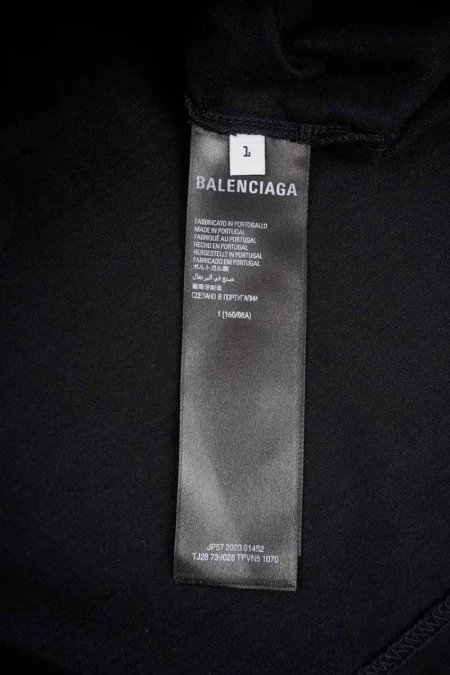 1
BALENCIAGA
FABBRICATO IN PORTOGALLO
MADE IN PORTUGAL
FABRIQUÉ AU PORTUGAL
HECHO EN PORTUGAL
HERGESTELLT IN PORTUGAL
FABRICADO EM PORTUGAL
ポルトガル製
صنع في البرتغال
葡萄牙制造
СДЕЛАНО В ПОРТУГАЛИИ
1 (160/88A)
JP57 2023 01452
TJ28 739028 TPVN5 1070